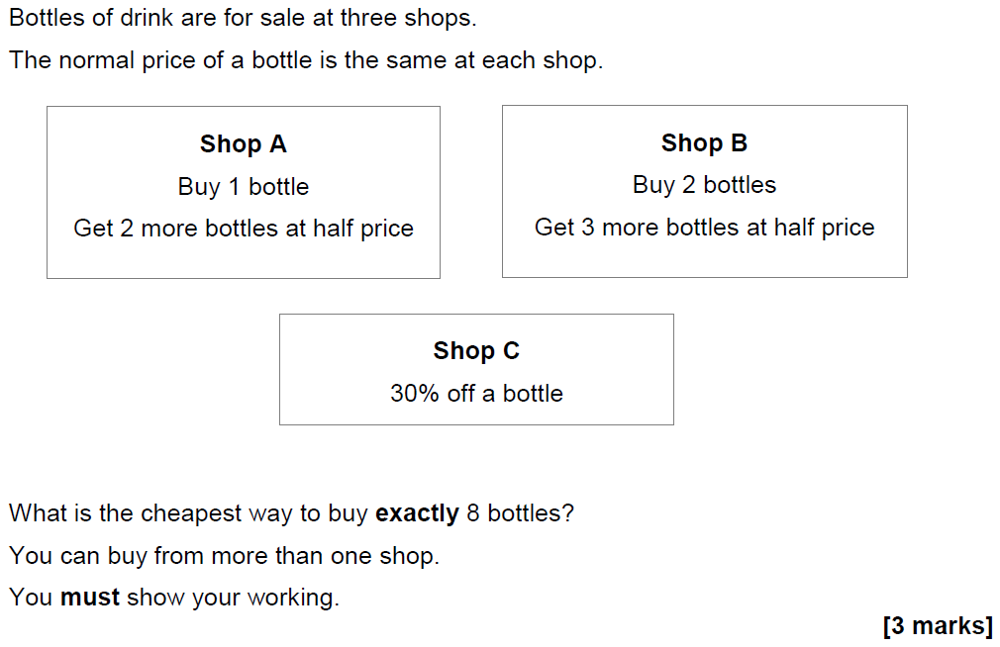 Bottles of drink are for sale at three shops.
The normal price of a bottle is the same at each shop.
Shop A
Buy 1 bottle
Get 2 more bottles at half price
Shop B
Buy 2 bottles
Get 3 more bottles at half price
Shop C
30% off a bottle
What is the cheapest way to buy exactly 8 bottles?
You can buy from more than one shop.
You must show your working.
[3 marks]